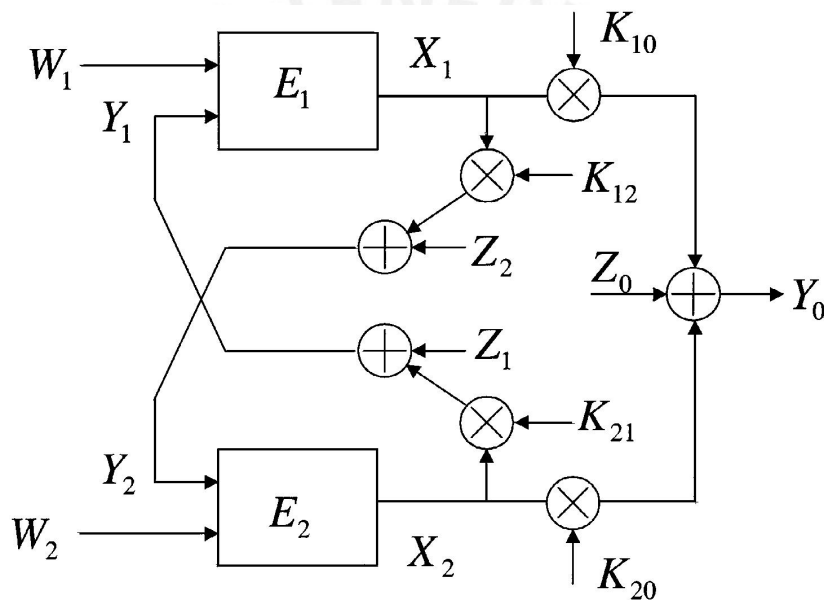 K₁₀
W₁
E₁
X₁
Y₁
K₁₂
Z₂
Z₀
Y₀
Z₁
K₂₁
Y₂
E₂
W₂
X₂
K₂₀